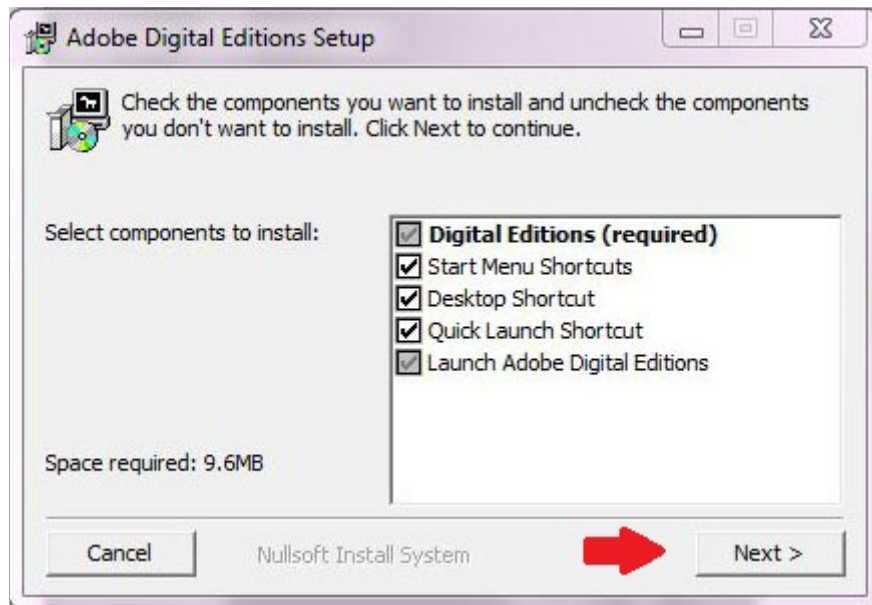 Adobe Digital Editions Setup
Check the components you want to install and uncheck the components
you don't want to install. Click Next to continue.
Select components to install:
Digital Editions (required)
Start Menu Shortcuts
Desktop Shortcut
Quick Launch Shortcut
Launch Adobe Digital Editions
Space required: 9.6MB
Cancel
Nullsoft Install System
Next >